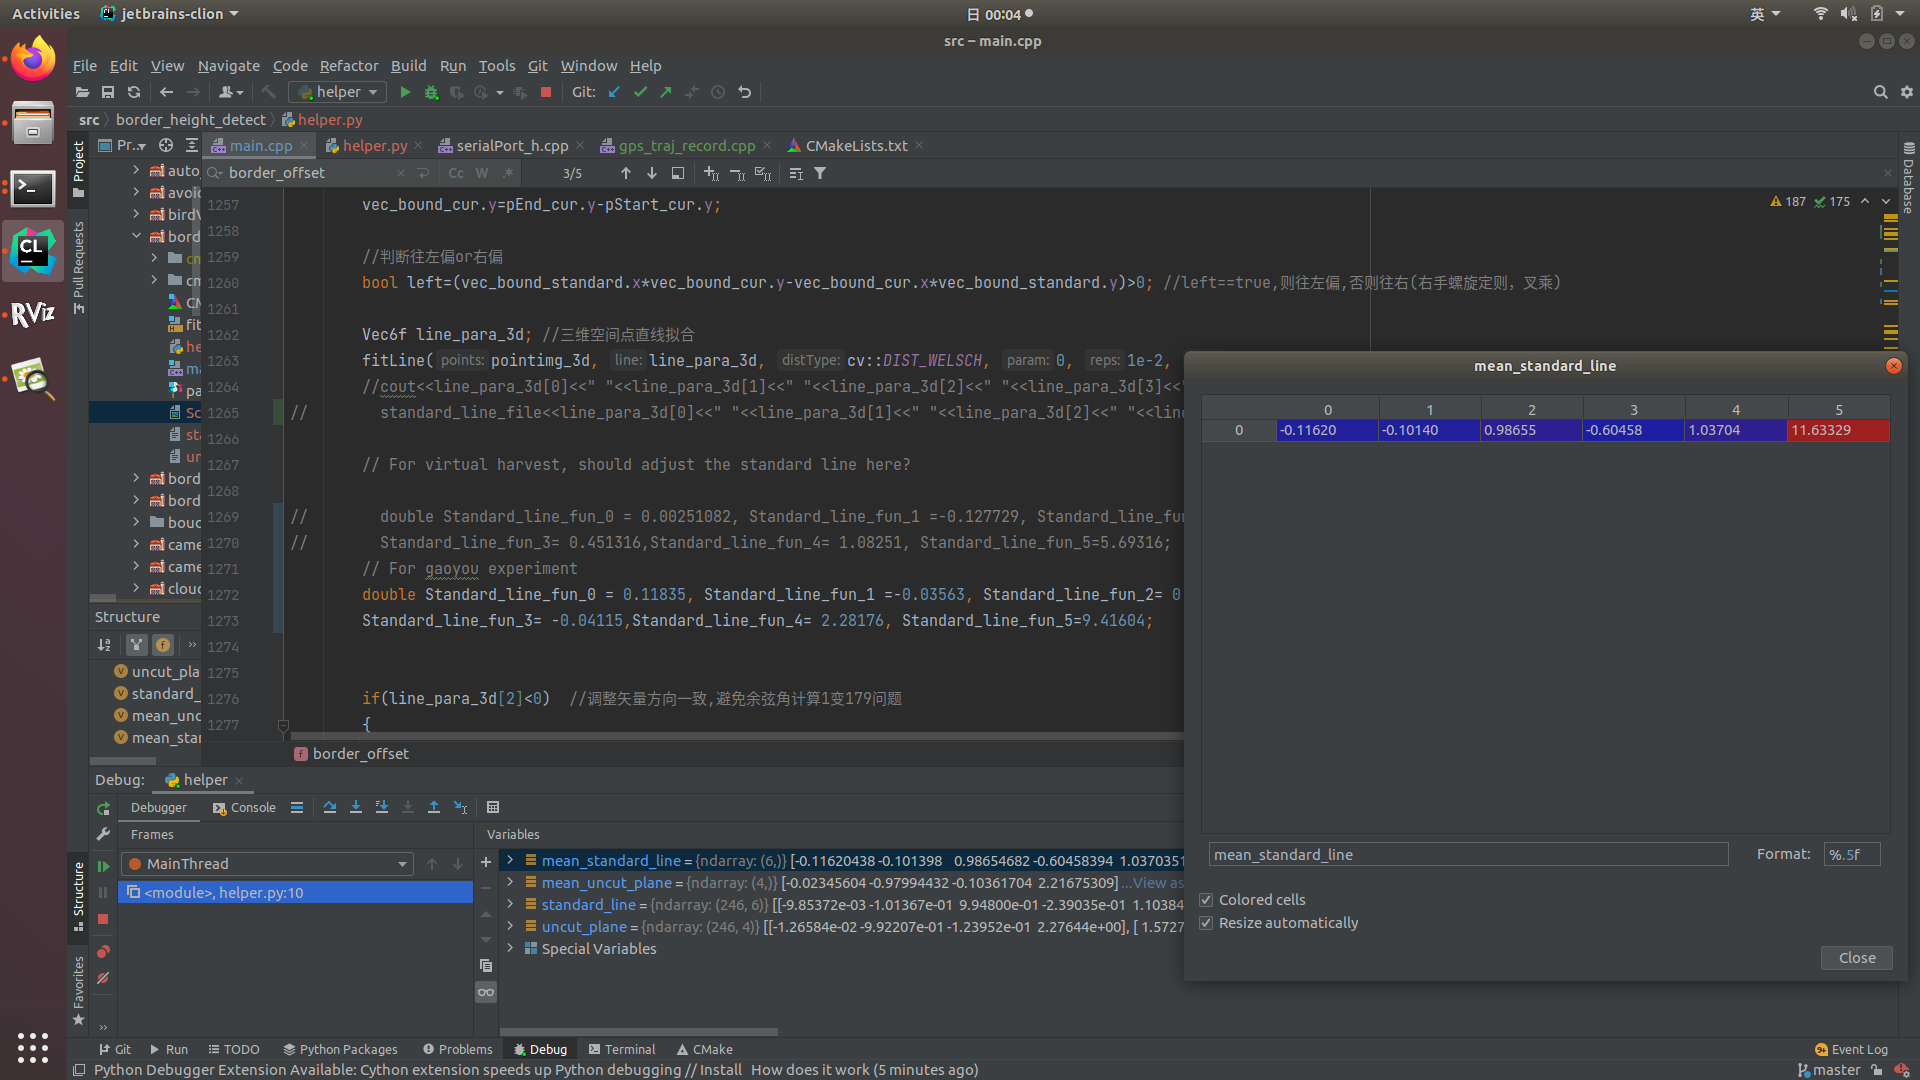 Activities
jetbrains-clion
日 00:04
英
src – main.cpp
File Edit View Navigate Code Refactor Build Run Tools Git Window Help
helper
Git:
src border_height_detect helper.py
Pr..
main.cpp
helper.py
serialPort_h.cpp
gps_traj_record.cpp
CMakeLists.txt
border_offset
Cc W .*
3/5
187 175
Project
Pull Requests
Structure
Favorites
Database
auto_
bord
fit
he
ma
pa
Sc
sta
un
bord
bord
bouc
came
came
clouc
1257 vec_bound_cur.y=pEnd_cur.y-pStart_cur.y;
1258
1259 //判断往左偏or右偏
1260 bool left=(vec_bound_standard.x*vec_bound_cur.y-vec_bound_cur.x*vec_bound_standard.y)>0; //left==true,则往左偏,否则往右(右手螺旋定则，叉乘)
1261
1262 Vec6f line_para_3d; //三维空间点直线拟合
1263 fitLine( points: pointimg_3d, line: line_para_3d, distType: cv::DIST_WELSCH, param: 0, reps: 1e-2,
1264 //cout<<line_para_3d[0]<<" "<<line_para_3d[1]<<" "<<line_para_3d[2]<<" "<<line_para_3d[3]<<"
1265 // standard_line_file<<line_para_3d[0]<<" "<<line_para_3d[1]<<" "<<line_para_3d[2]<<" "<<line
1266
1267 // For virtual harvest, should adjust the standard line here?
1268
1269 // double Standard_line_fun_0 = 0.00251082, Standard_line_fun_1 =-0.127729, Standard_line_fun
1270 // Standard_line_fun_3= 0.451316,Standard_line_fun_4= 1.08251, Standard_line_fun_5=5.69316;
1271 // For gaoyou experiment
1272 double Standard_line_fun_0 = 0.11835, Standard_line_fun_1 =-0.03563, Standard_line_fun_2= 0
1273 Standard_line_fun_3= -0.04115,Standard_line_fun_4= 2.28176, Standard_line_fun_5=9.41604;
1274
1275
1276 if(line_para_3d[2]<0) //调整矢量方向一致,避免余弦角计算1变179问题
1277 {
border_offset
Structure
uncut_pla
standard_
mean_unc
mean_star
mean_standard_line
0 1 2 3 4 5
0 -0.11620 -0.10140 0.98655 -0.60458 1.03704 11.63329
mean_standard_line
Format: %.5f
Colored cells
Resize automatically
Close
Debug: helper
Debugger Console
Frames
Variables
MainThread
<module>, helper.py:10
mean_standard_line = {ndarray: (6,)} [-0.11620438 -0.101398 0.98654682 -0.60458394 1.0370351
mean_uncut_plane = {ndarray: (4,)} [-0.02345604 -0.97994432 -0.10361704 2.21675309] ...View as
standard_line = {ndarray: (246, 6)} [[-9.85372e-03 -1.01367e-01 9.94800e-01 -2.39035e-01 1.10384
uncut_plane = {ndarray: (246, 4)} [[-1.26584e-02 -9.92207e-01 -1.23952e-01 2.27644e+00], [ 1.5727
Special Variables
Git Run TODO Python Packages Problems Debug Terminal CMake
Event Log
Python Debugger Extension Available: Cython extension speeds up Python debugging // Install How does it work (5 minutes ago)
master